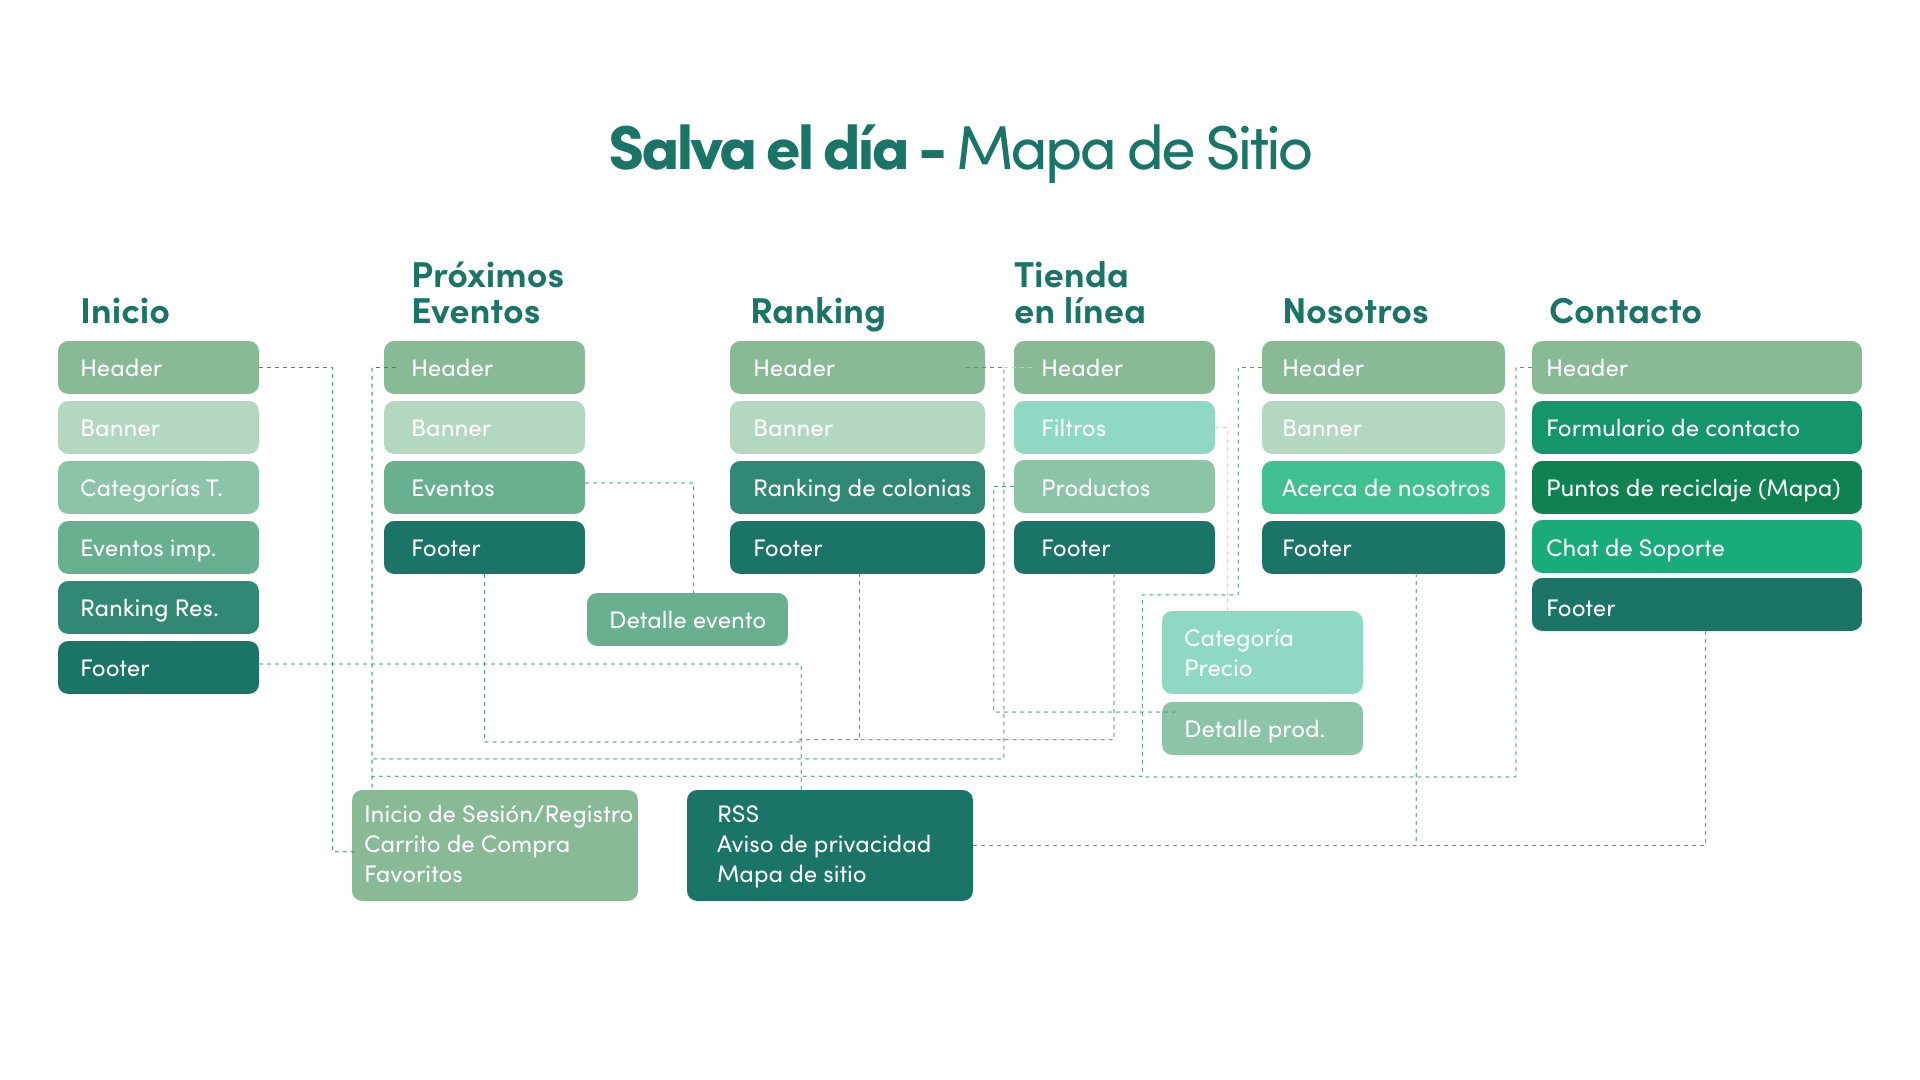 Salva el día - Mapa de Sitio
Inicio
Header
Banner
Categorías T.
Eventos imp.
Ranking Res.
Footer
Próximos
Eventos
Header
Banner
Eventos
Footer
Detalle evento
Ranking
Header
Banner
Ranking de colonias
Footer
Tienda
en línea
Header
Filtros
Productos
Footer
Categoría
Precio
Detalle prod.
Nosotros
Header
Banner
Acerca de nosotros
Footer
Contacto
Header
Formulario de contacto
Puntos de reciclaje (Mapa)
Chat de Soporte
Footer
Inicio de Sesión/Registro
Carrito de Compra
Favoritos
RSS
Aviso de privacidad
Mapa de sitio